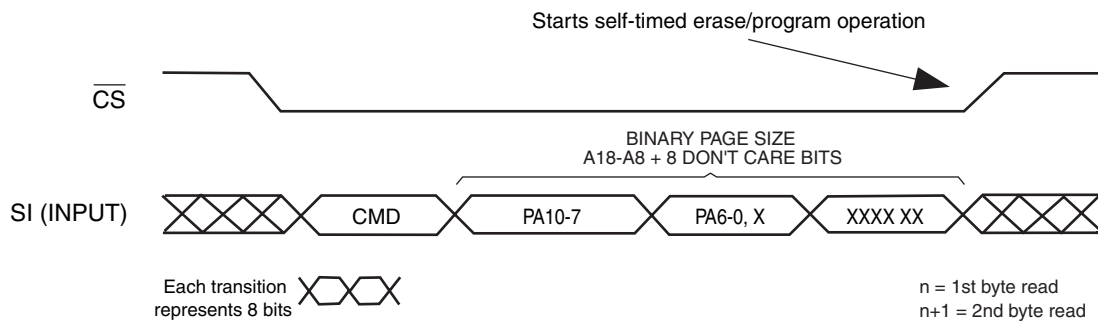 Starts self-timed erase/program operation
CS
BINARY PAGE SIZE
A18-A8 + 8 DON'T CARE BITS
SI (INPUT)
CMD
PA10-7
PA6-0, X
XXXX XX
Each transition
represents 8 bits
n = 1st byte read
n+1 = 2nd byte read